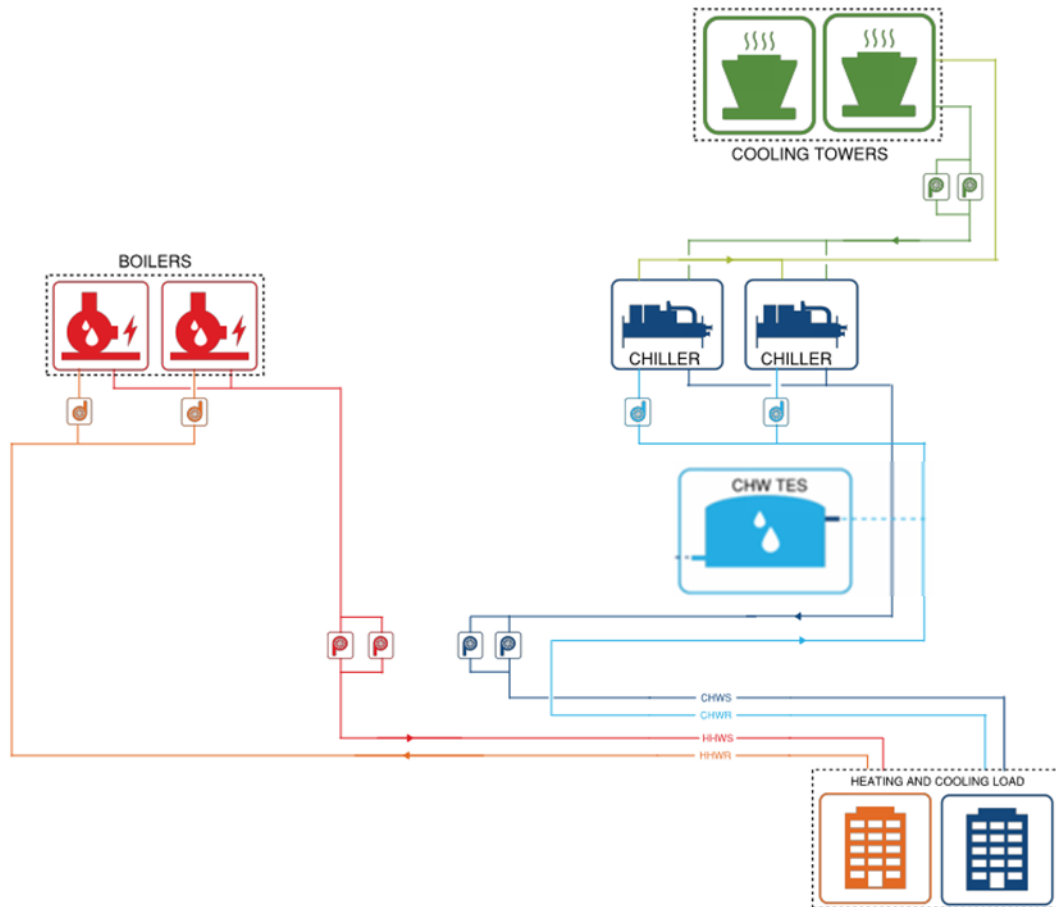 COOLING TOWERS
BOILERS
CHILLER
CHILLER
CHW TES
CHWS
CHWR
HHWS
HHWR
HEATING AND COOLING LOAD